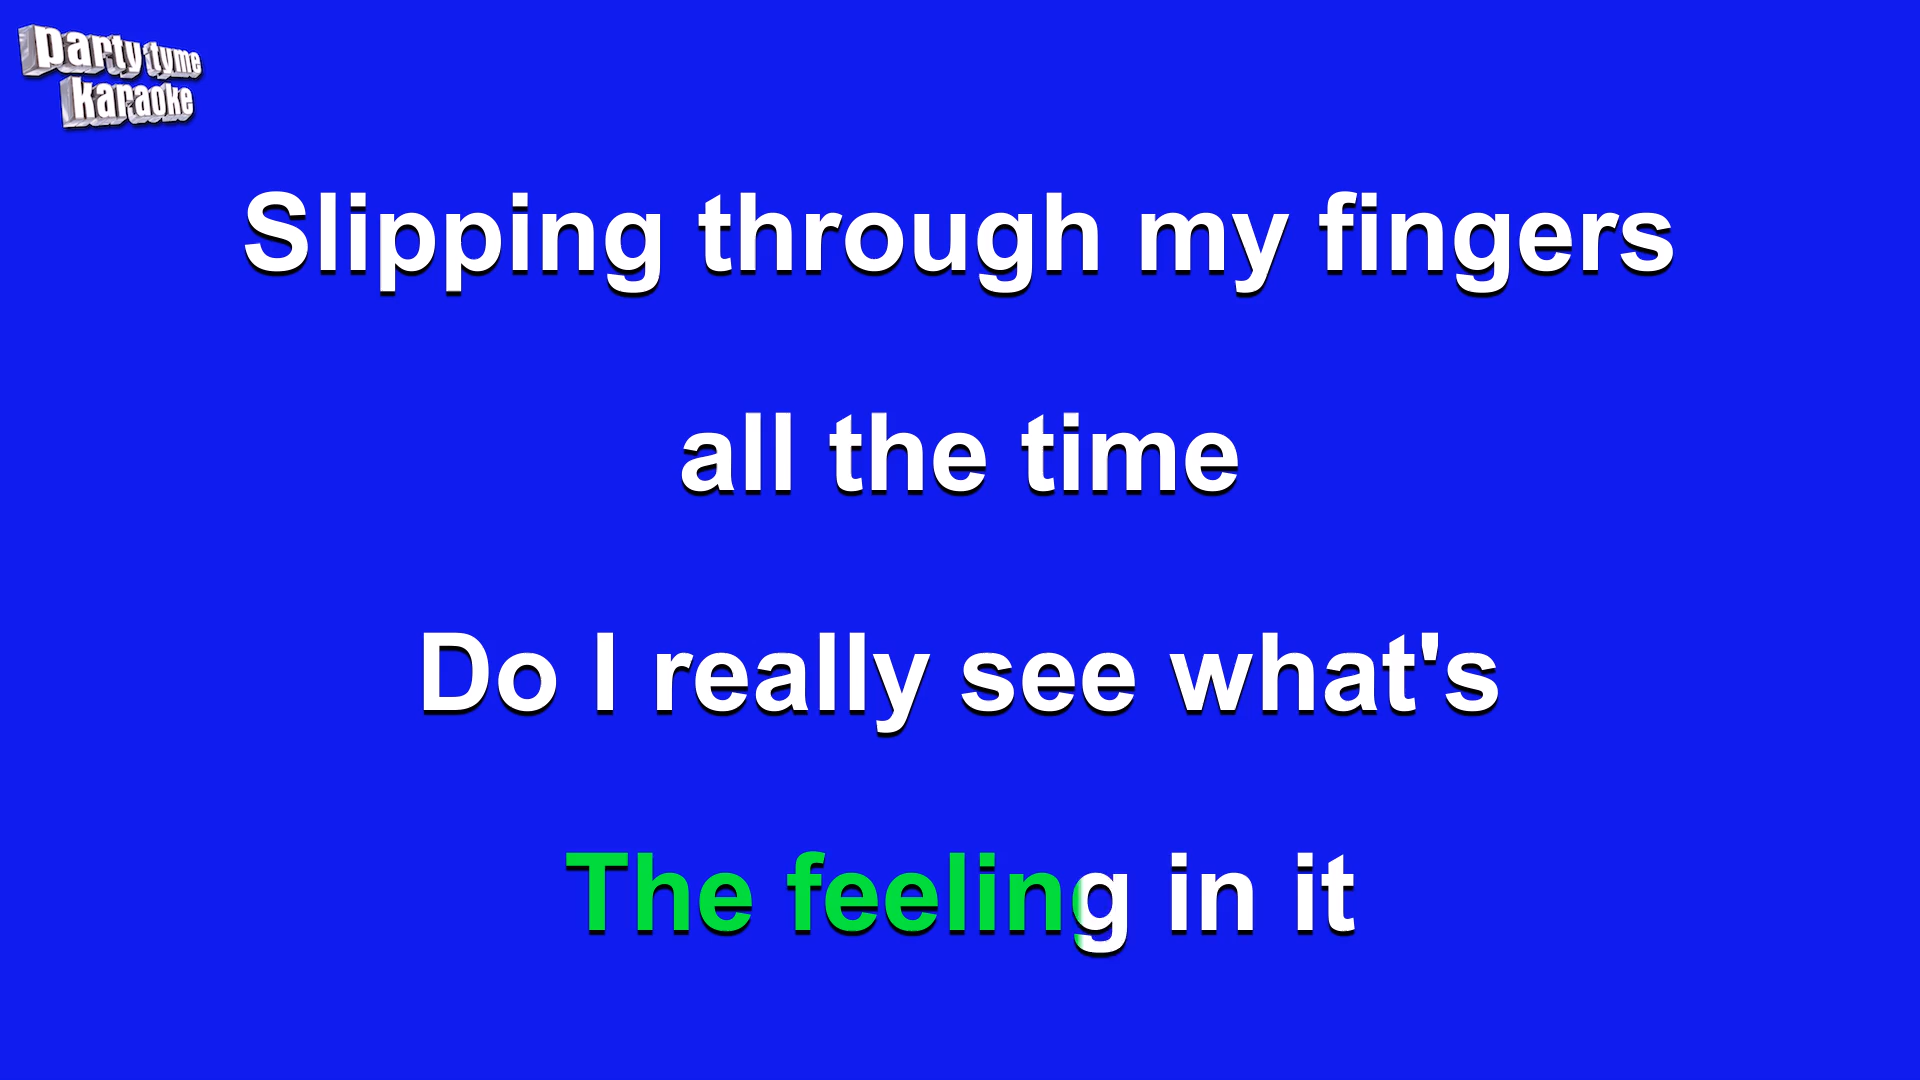 party tyme
karaoke
Slipping through my fingers
all the time
Do I really see what's
The feeling in it